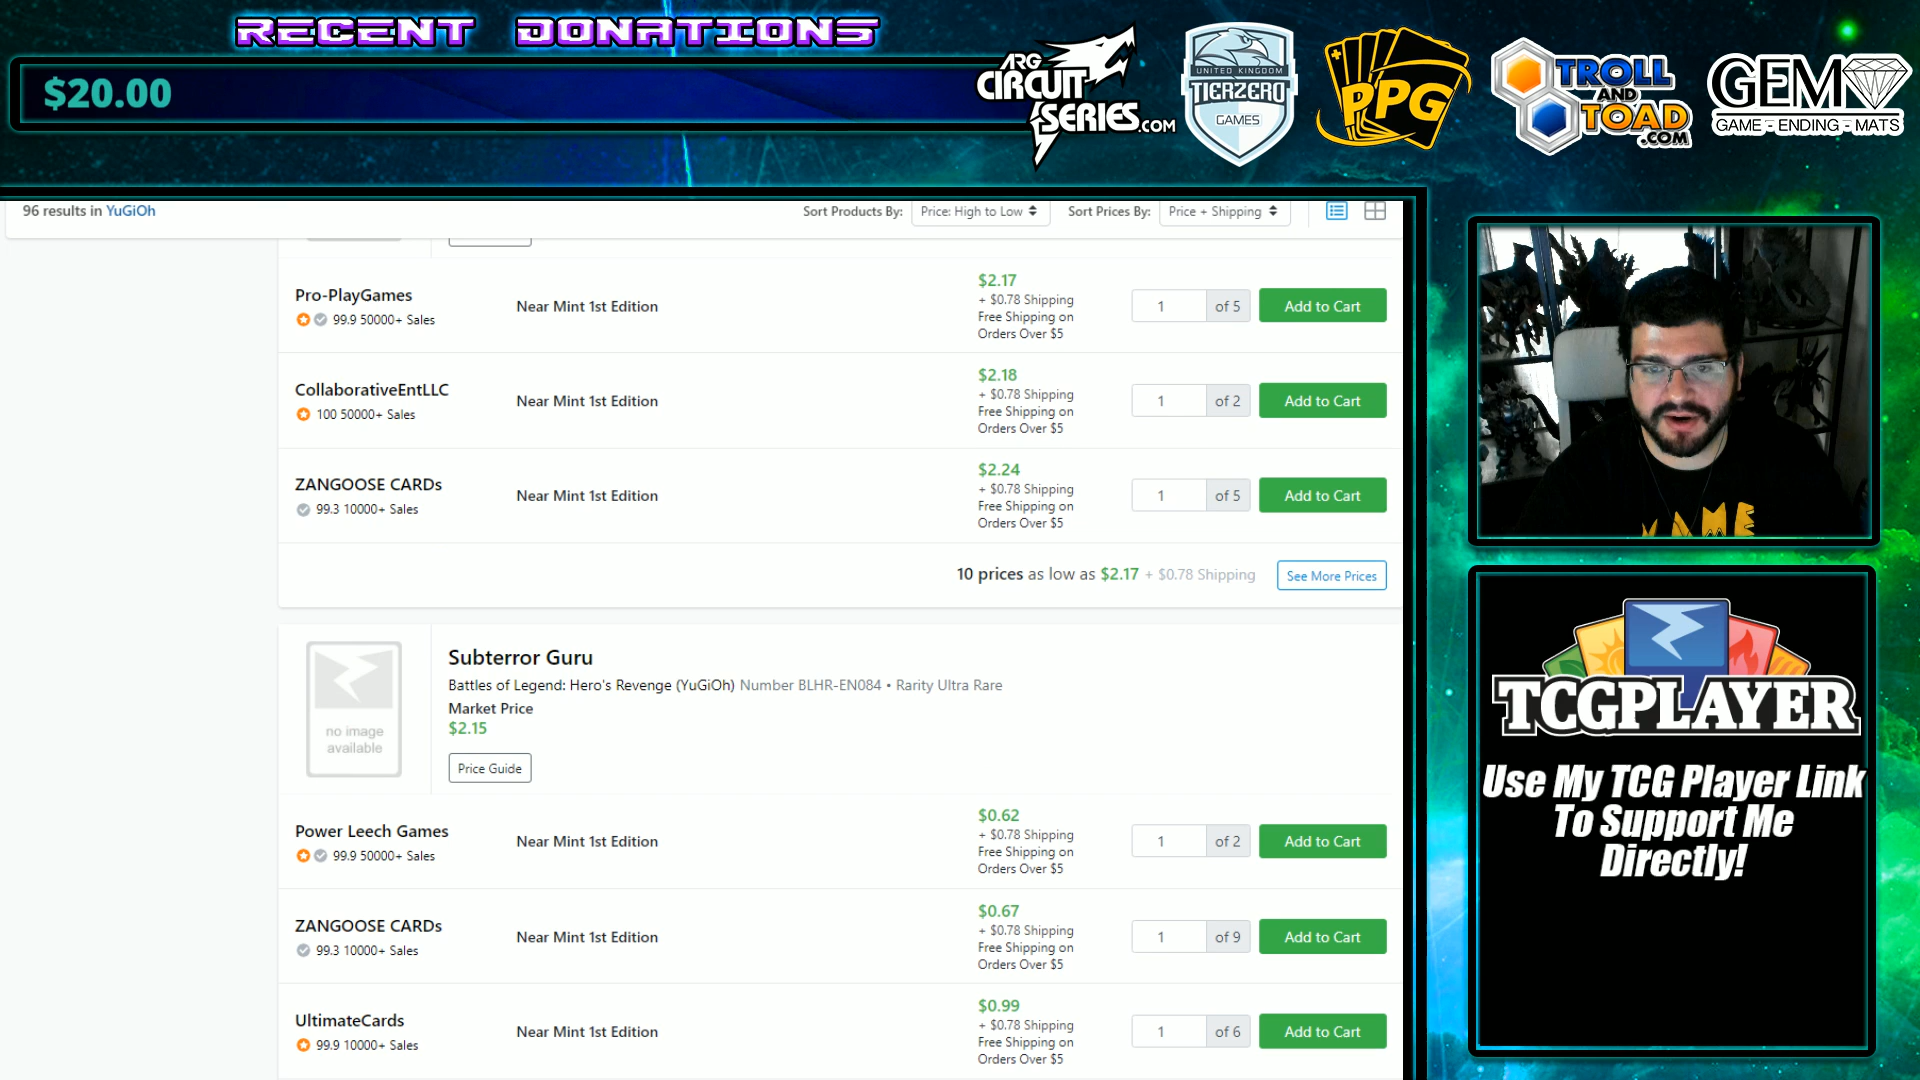 RECENT DONATIONS
$20.00
ARG
CIRCUIT
SERIES.COM
UNITED KINGDOM
TIERZERO
GAMES
PPG
TROLL
AND
TOAD
.COM
GEM
GAME - ENDING - MATS
96 results in YuGiOh
Sort Products By: Price: High to Low Sort Prices By: Price + Shipping
Pro-PlayGames
99.9 50000+ Sales
Near Mint 1st Edition
$2.17
+ $0.78 Shipping
Free Shipping on
Orders Over $5
1 of 5 Add to Cart
CollaborativeEntLLC
100 50000+ Sales
Near Mint 1st Edition
$2.18
+ $0.78 Shipping
Free Shipping on
Orders Over $5
1 of 2 Add to Cart
ZANGOOSE CARDs
99.3 10000+ Sales
Near Mint 1st Edition
$2.24
+ $0.78 Shipping
Free Shipping on
Orders Over $5
1 of 5 Add to Cart
10 prices as low as $2.17 + $0.78 Shipping See More Prices
no image
available
Subterror Guru
Battles of Legend: Hero's Revenge (YuGiOh) Number BLHR-EN084 • Rarity Ultra Rare
Market Price
$2.15
Price Guide
Power Leech Games
99.9 50000+ Sales
Near Mint 1st Edition
$0.62
+ $0.78 Shipping
Free Shipping on
Orders Over $5
1 of 2 Add to Cart
ZANGOOSE CARDs
99.3 10000+ Sales
Near Mint 1st Edition
$0.67
+ $0.78 Shipping
Free Shipping on
Orders Over $5
1 of 9 Add to Cart
UltimateCards
99.9 10000+ Sales
Near Mint 1st Edition
$0.99
+ $0.78 Shipping
Free Shipping on
Orders Over $5
1 of 6 Add to Cart
TCGPLAYER
Use My TCG Player Link
To Support Me
Directly!